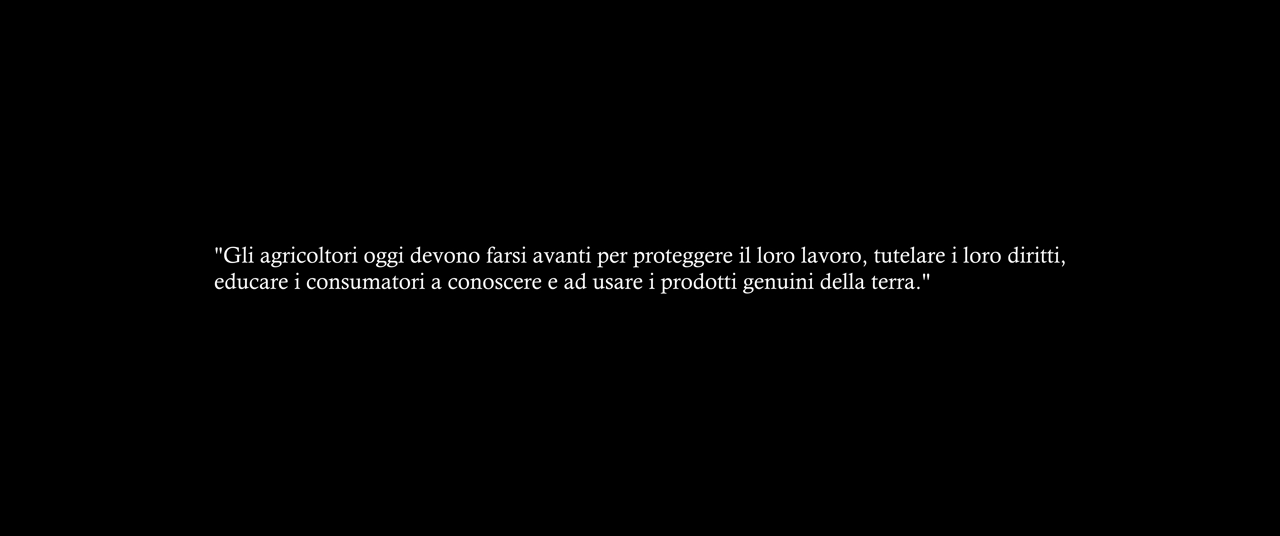 "Gli agricoltori oggi devono farsi avanti per proteggere il loro lavoro, tutelare i loro diritti,
educare i consumatori a conoscere e ad usare i prodotti genuini della terra."